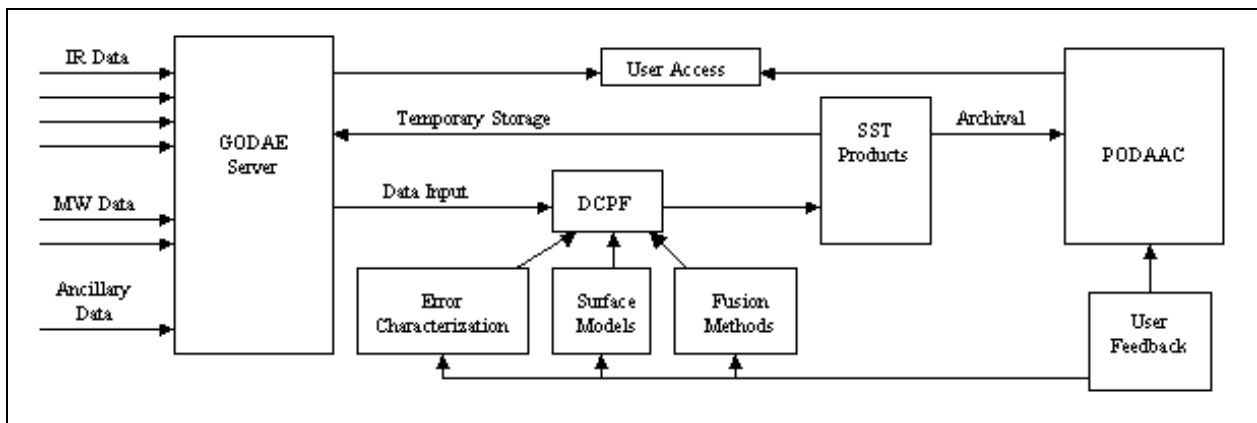 IR Data
User Access
Temporary Storage
SST
Products
Archival
GODAE
Server
PODAAC
MW Data
Data Input
DCPF
Ancillary
Data
Error
Characterization
Surface
Models
Fusion
Methods
User
Feedback